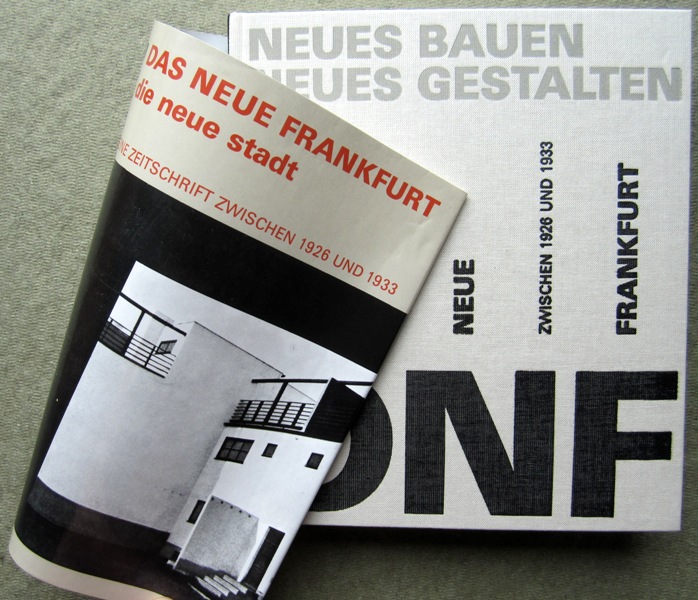 DAS NEUE FRANKFURT
die neue stadt
ZEITSCHRIFT ZWISCHEN 1926 UND 1933
NEUES BAUEN
NEUES GESTALTEN
NEUE
ZWISCHEN 1926 UND 1933
FRANKFURT
DNF